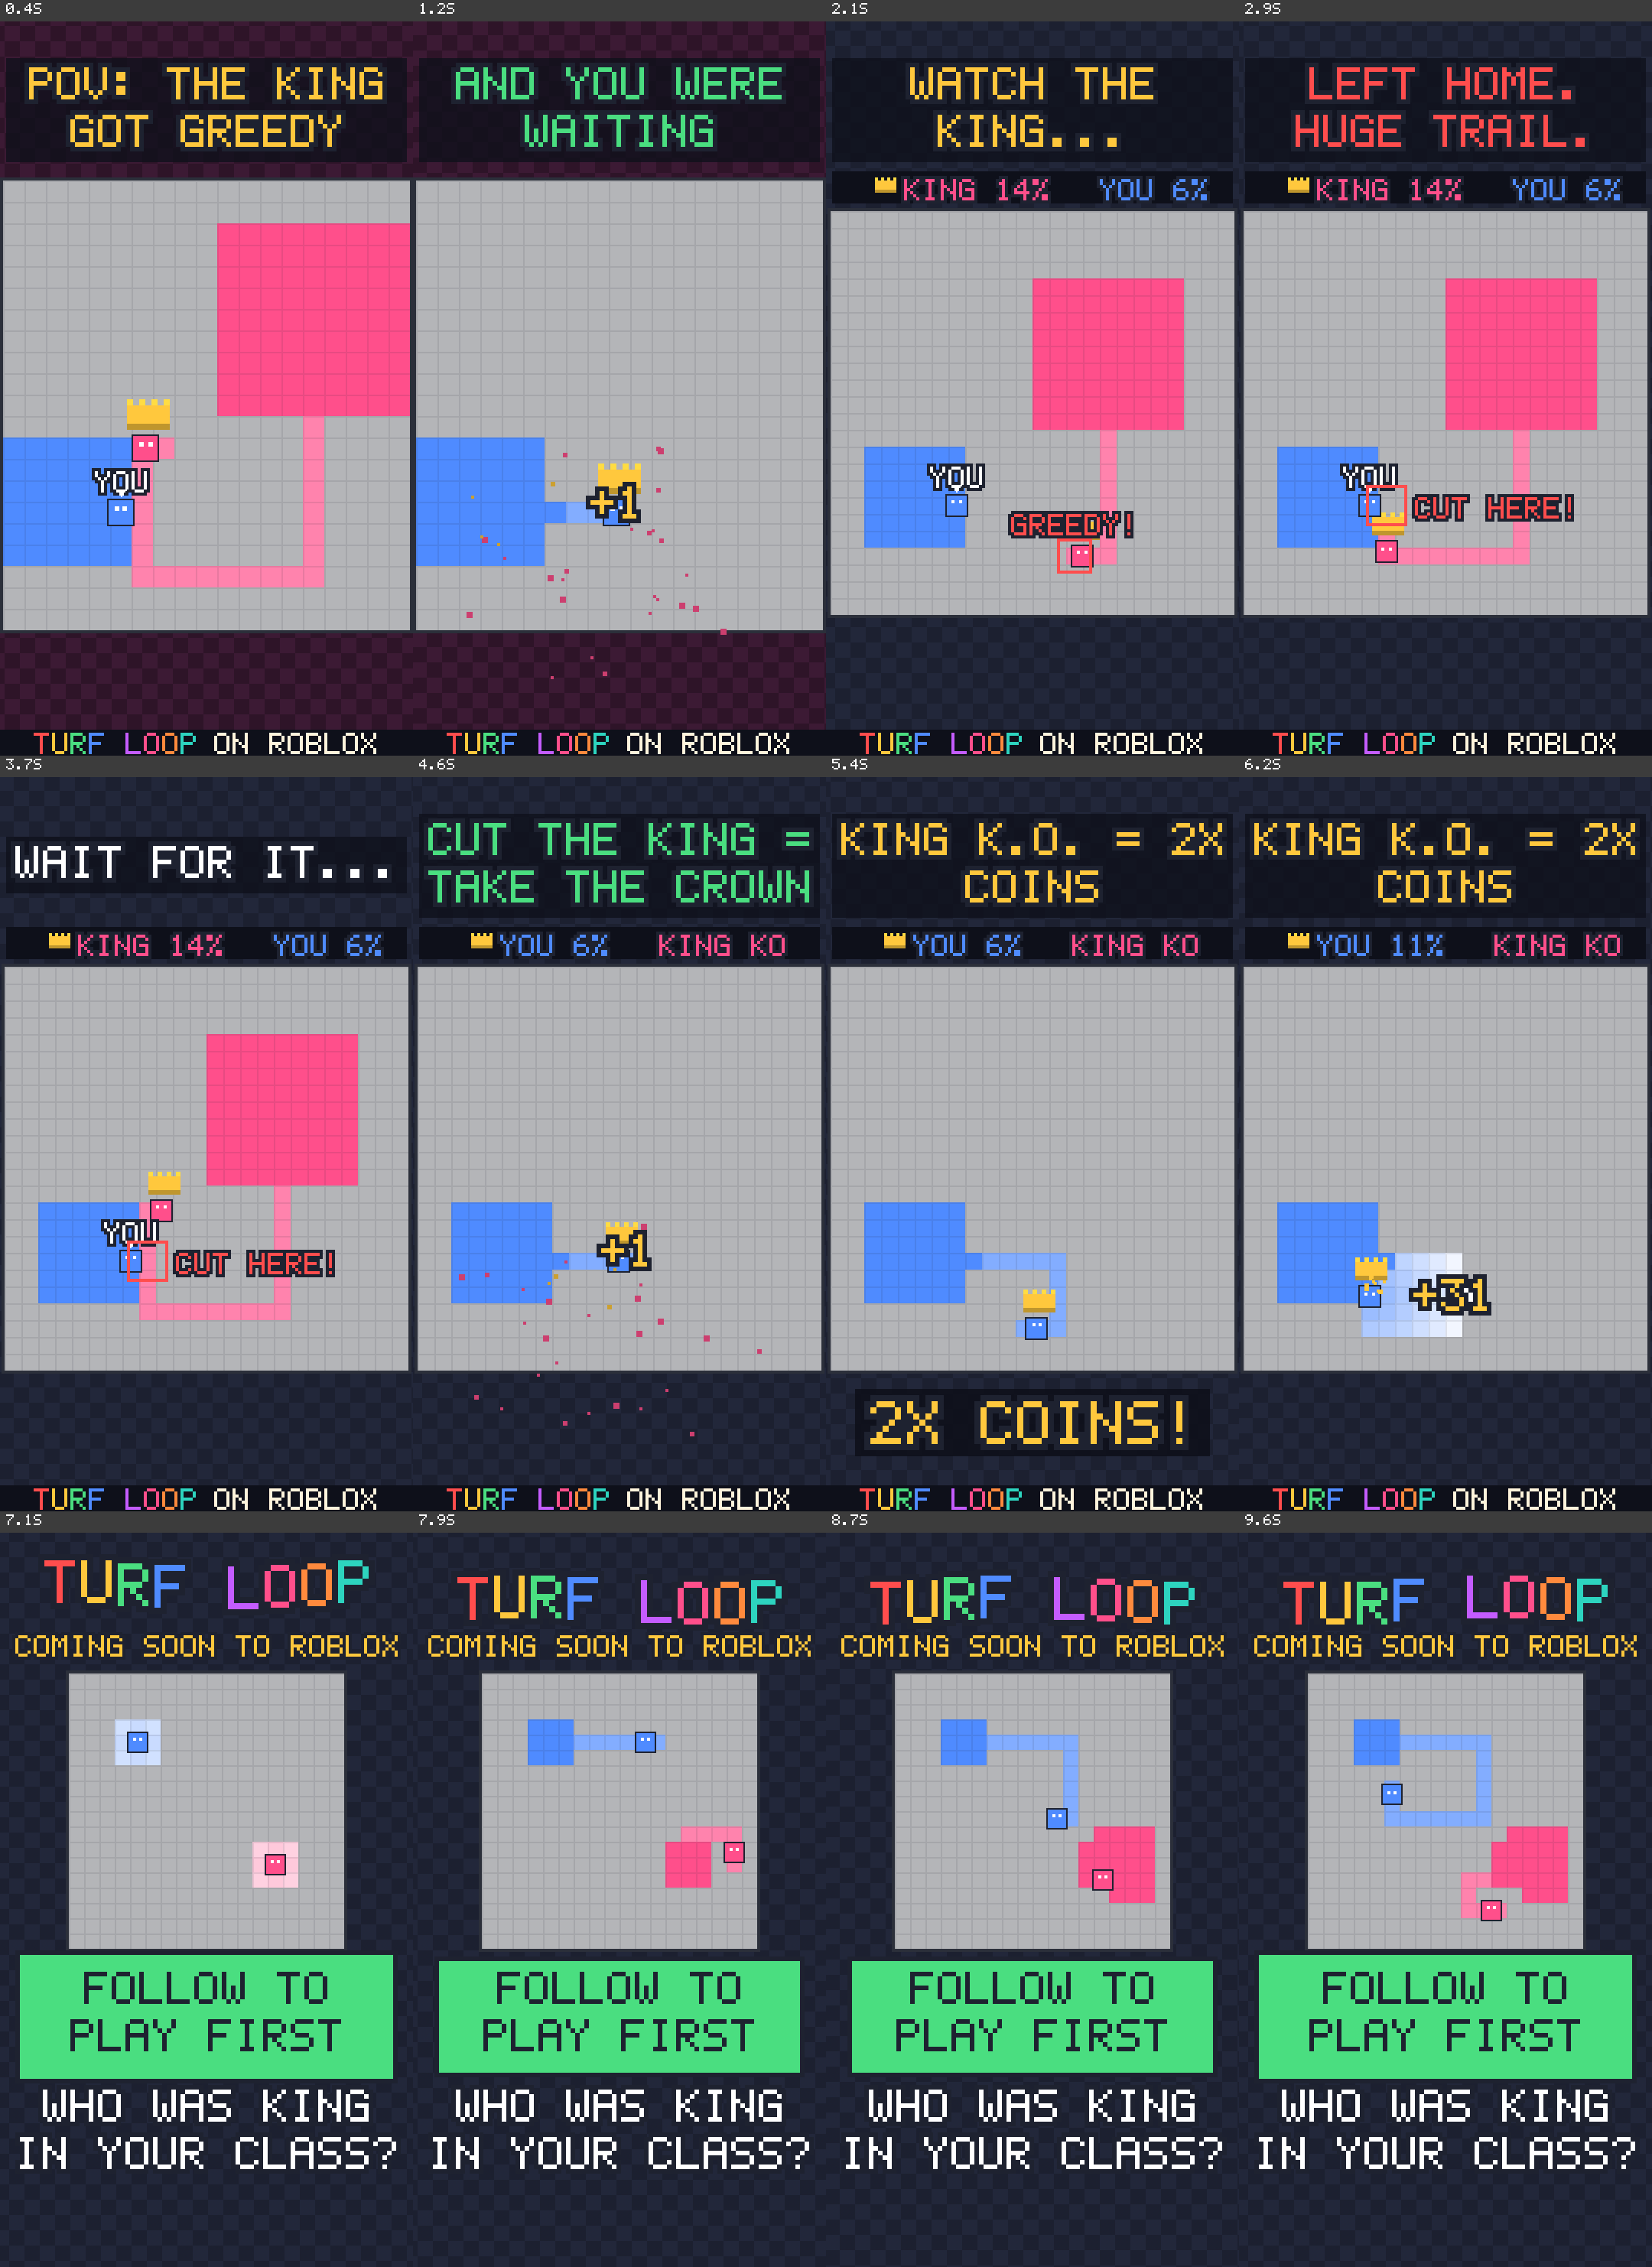 0.4S
POV: THE KING
GOT GREEDY
YOU
TURF LOOP ON ROBLOX
1.2S
AND YOU WERE
WAITING
+1
TURF LOOP ON ROBLOX
2.1S
WATCH THE
KING...
KING 14% YOU 6%
YOU
GREEDY!
TURF LOOP ON ROBLOX
2.9S
LEFT HOME.
HUGE TRAIL.
KING 14% YOU 6%
YOU
CUT HERE!
TURF LOOP ON ROBLOX
3.7S
WAIT FOR IT...
KING 14% YOU 6%
YOU
CUT HERE!
TURF LOOP ON ROBLOX
4.6S
CUT THE KING =
TAKE THE CROWN
YOU 6% KING KO
+1
TURF LOOP ON ROBLOX
5.4S
KING K.O. = 2X
COINS
YOU 6% KING KO
2X COINS!
TURF LOOP ON ROBLOX
6.2S
KING K.O. = 2X
COINS
YOU 11% KING KO
+31
TURF LOOP ON ROBLOX
7.1S
TURF LOOP
COMING SOON TO ROBLOX
FOLLOW TO
PLAY FIRST
WHO WAS KING
IN YOUR CLASS?
7.9S
TURF LOOP
COMING SOON TO ROBLOX
FOLLOW TO
PLAY FIRST
WHO WAS KING
IN YOUR CLASS?
8.7S
TURF LOOP
COMING SOON TO ROBLOX
FOLLOW TO
PLAY FIRST
WHO WAS KING
IN YOUR CLASS?
9.6S
TURF LOOP
COMING SOON TO ROBLOX
FOLLOW TO
PLAY FIRST
WHO WAS KING
IN YOUR CLASS?